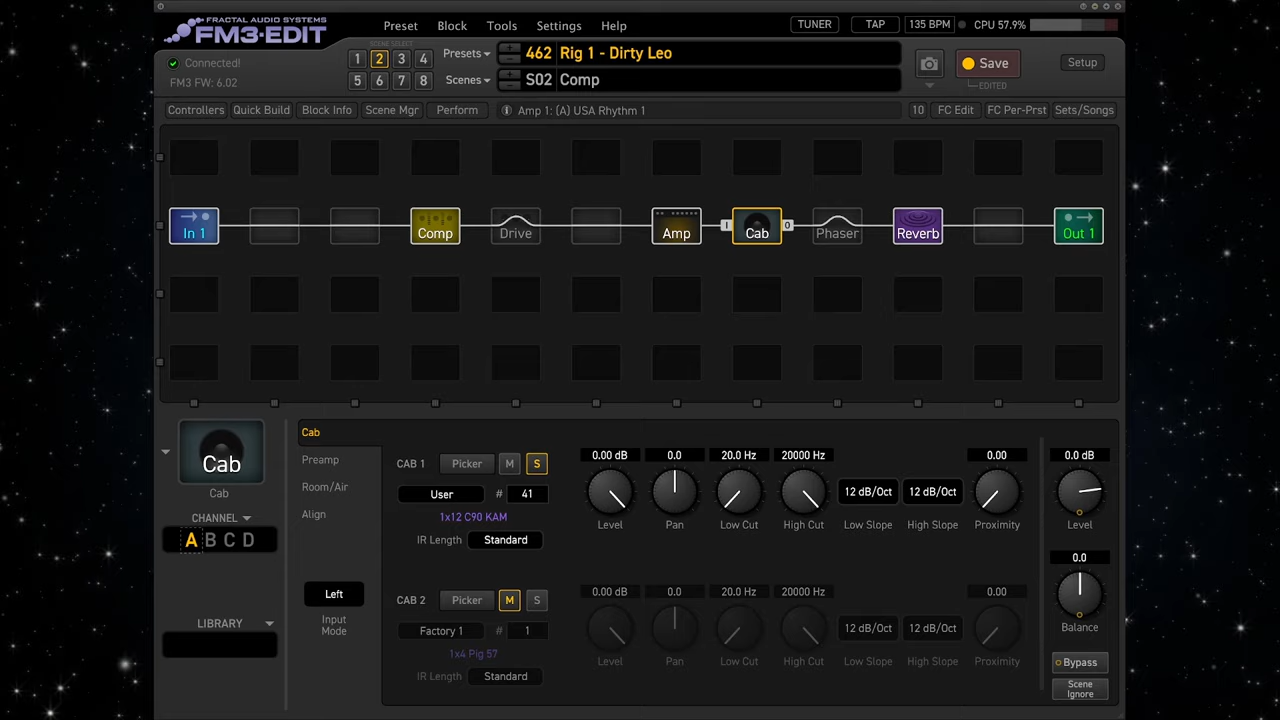 FRACTAL AUDIO SYSTEMS
FM3-EDIT
Preset Block Tools Settings Help
TUNER TAP 135 BPM CPU 57.9%
Connected!
FM3 FW: 6.02
SCENE SELECT
1 2 3 4
5 6 7 8
Presets 462 Rig 1 - Dirty Leo
Scenes S02 Comp
Save
EDITED
Setup
Controllers Quick Build Block Info Scene Mgr Perform Amp 1: (A) USA Rhythm 1 10 FC Edit FC Per-Prst Sets/Songs
In 1 Comp Drive Amp I Cab O Phaser Reverb Out 1
Cab
Cab
CHANNEL
A B C D
LIBRARY
Cab
Preamp
Room/Air
Align
Left
Input
Mode
CAB 1 Picker M S
User # 41
1x12 C90 KAM
IR Length Standard
0.00 dB 0.0 20.0 Hz 20000 Hz 0.00
12 dB/Oct 12 dB/Oct
Level Pan Low Cut High Cut Low Slope High Slope Proximity
CAB 2 Picker M S
Factory 1 # 1
1x4 Pig 57
IR Length Standard
0.00 dB 0.0 20.0 Hz 20000 Hz 0.00
12 dB/Oct 12 dB/Oct
Level Pan Low Cut High Cut Low Slope High Slope Proximity
0.0 dB
Level
0.0
Balance
Bypass
Scene
Ignore